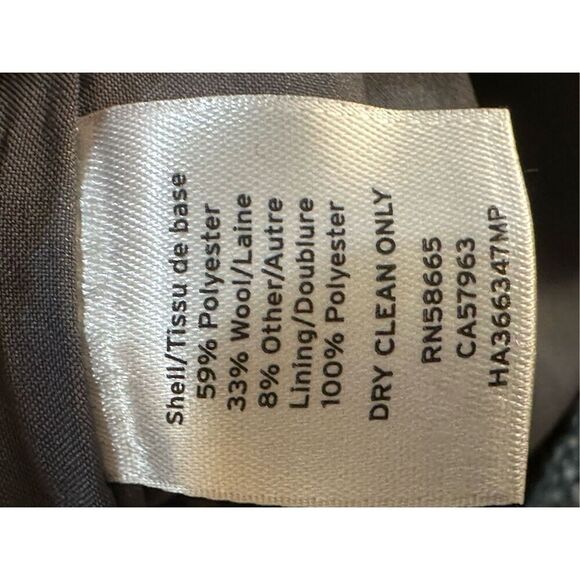 Shell/Tissu de base
59% Polyester
33% Wool/Laine
8% Other/Autre
Lining/Doublure
100% Polyester
DRY CLEAN ONLY
RN58665
CA57963
HA366347MP